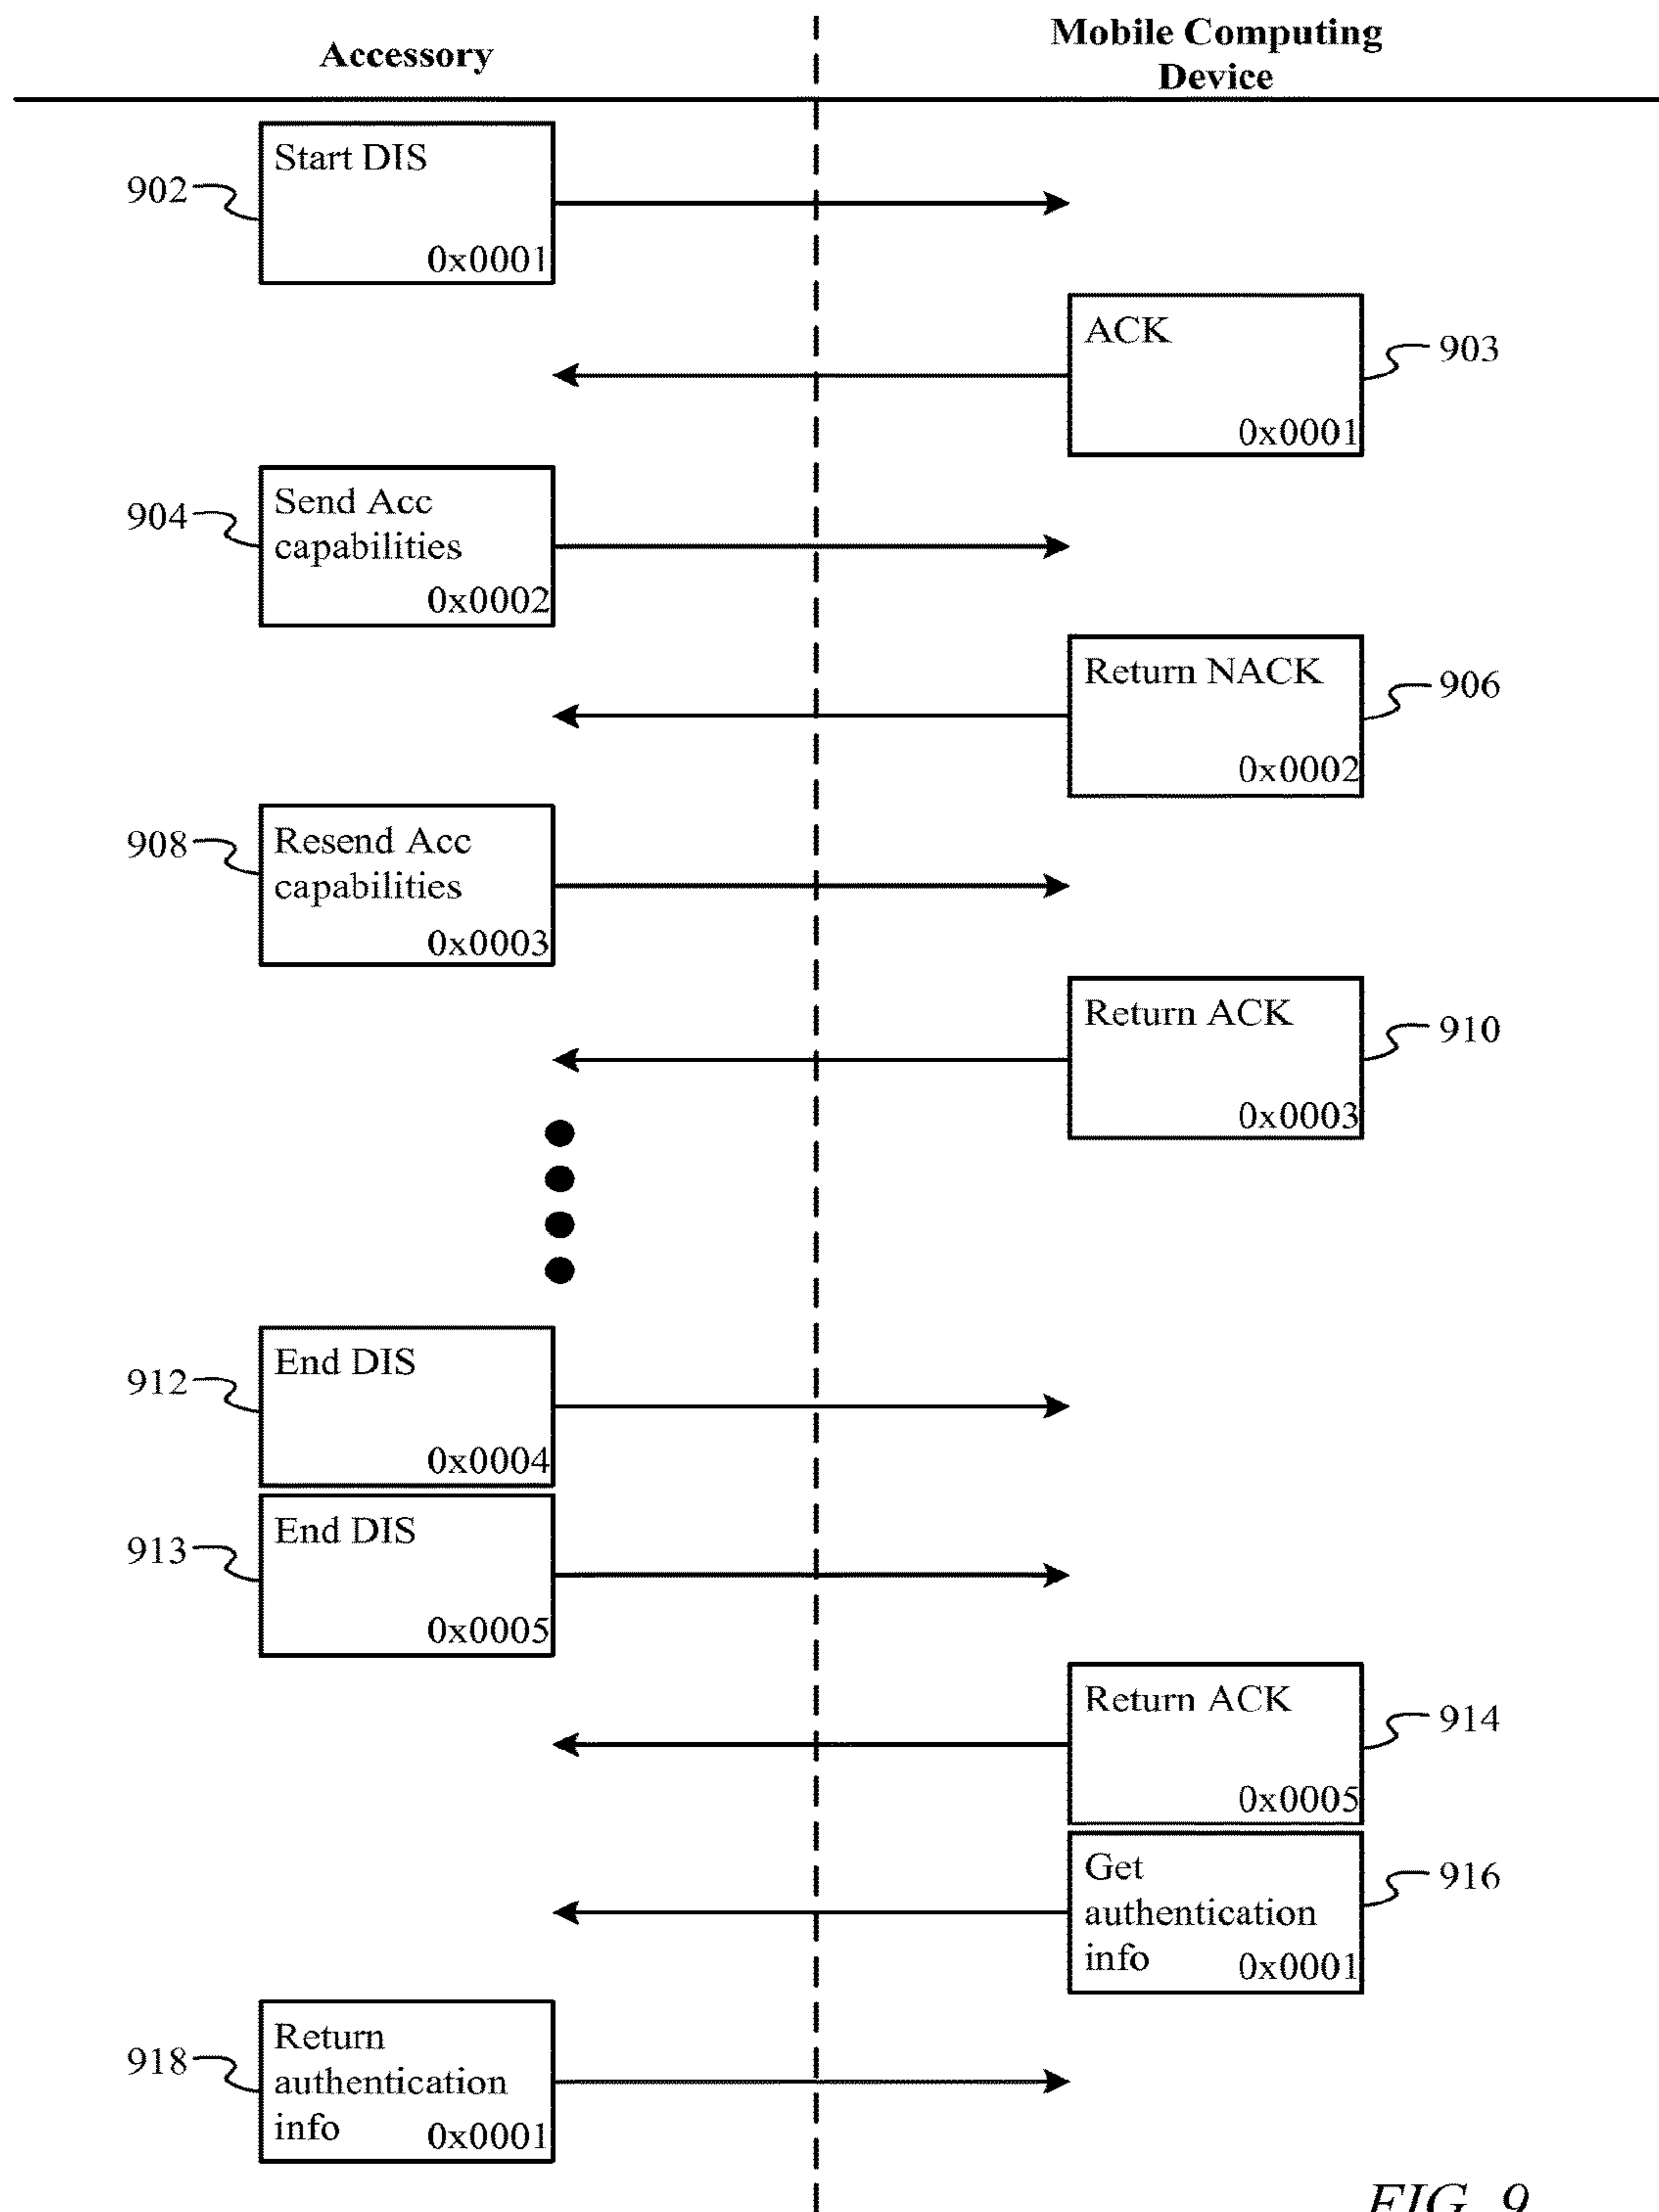 Accessory
Mobile Computing
Device
902
Start DIS
0x0001
ACK
903
0x0001
904
Send Acc
capabilities
0x0002
Return NACK
906
0x0002
908
Resend Acc
capabilities
0x0003
Return ACK
910
0x0003
912
End DIS
0x0004
913
End DIS
0x0005
Return ACK
914
0x0005
Get
authentication
info 0x0001
916
918
Return
authentication
info 0x0001
FIG. 9